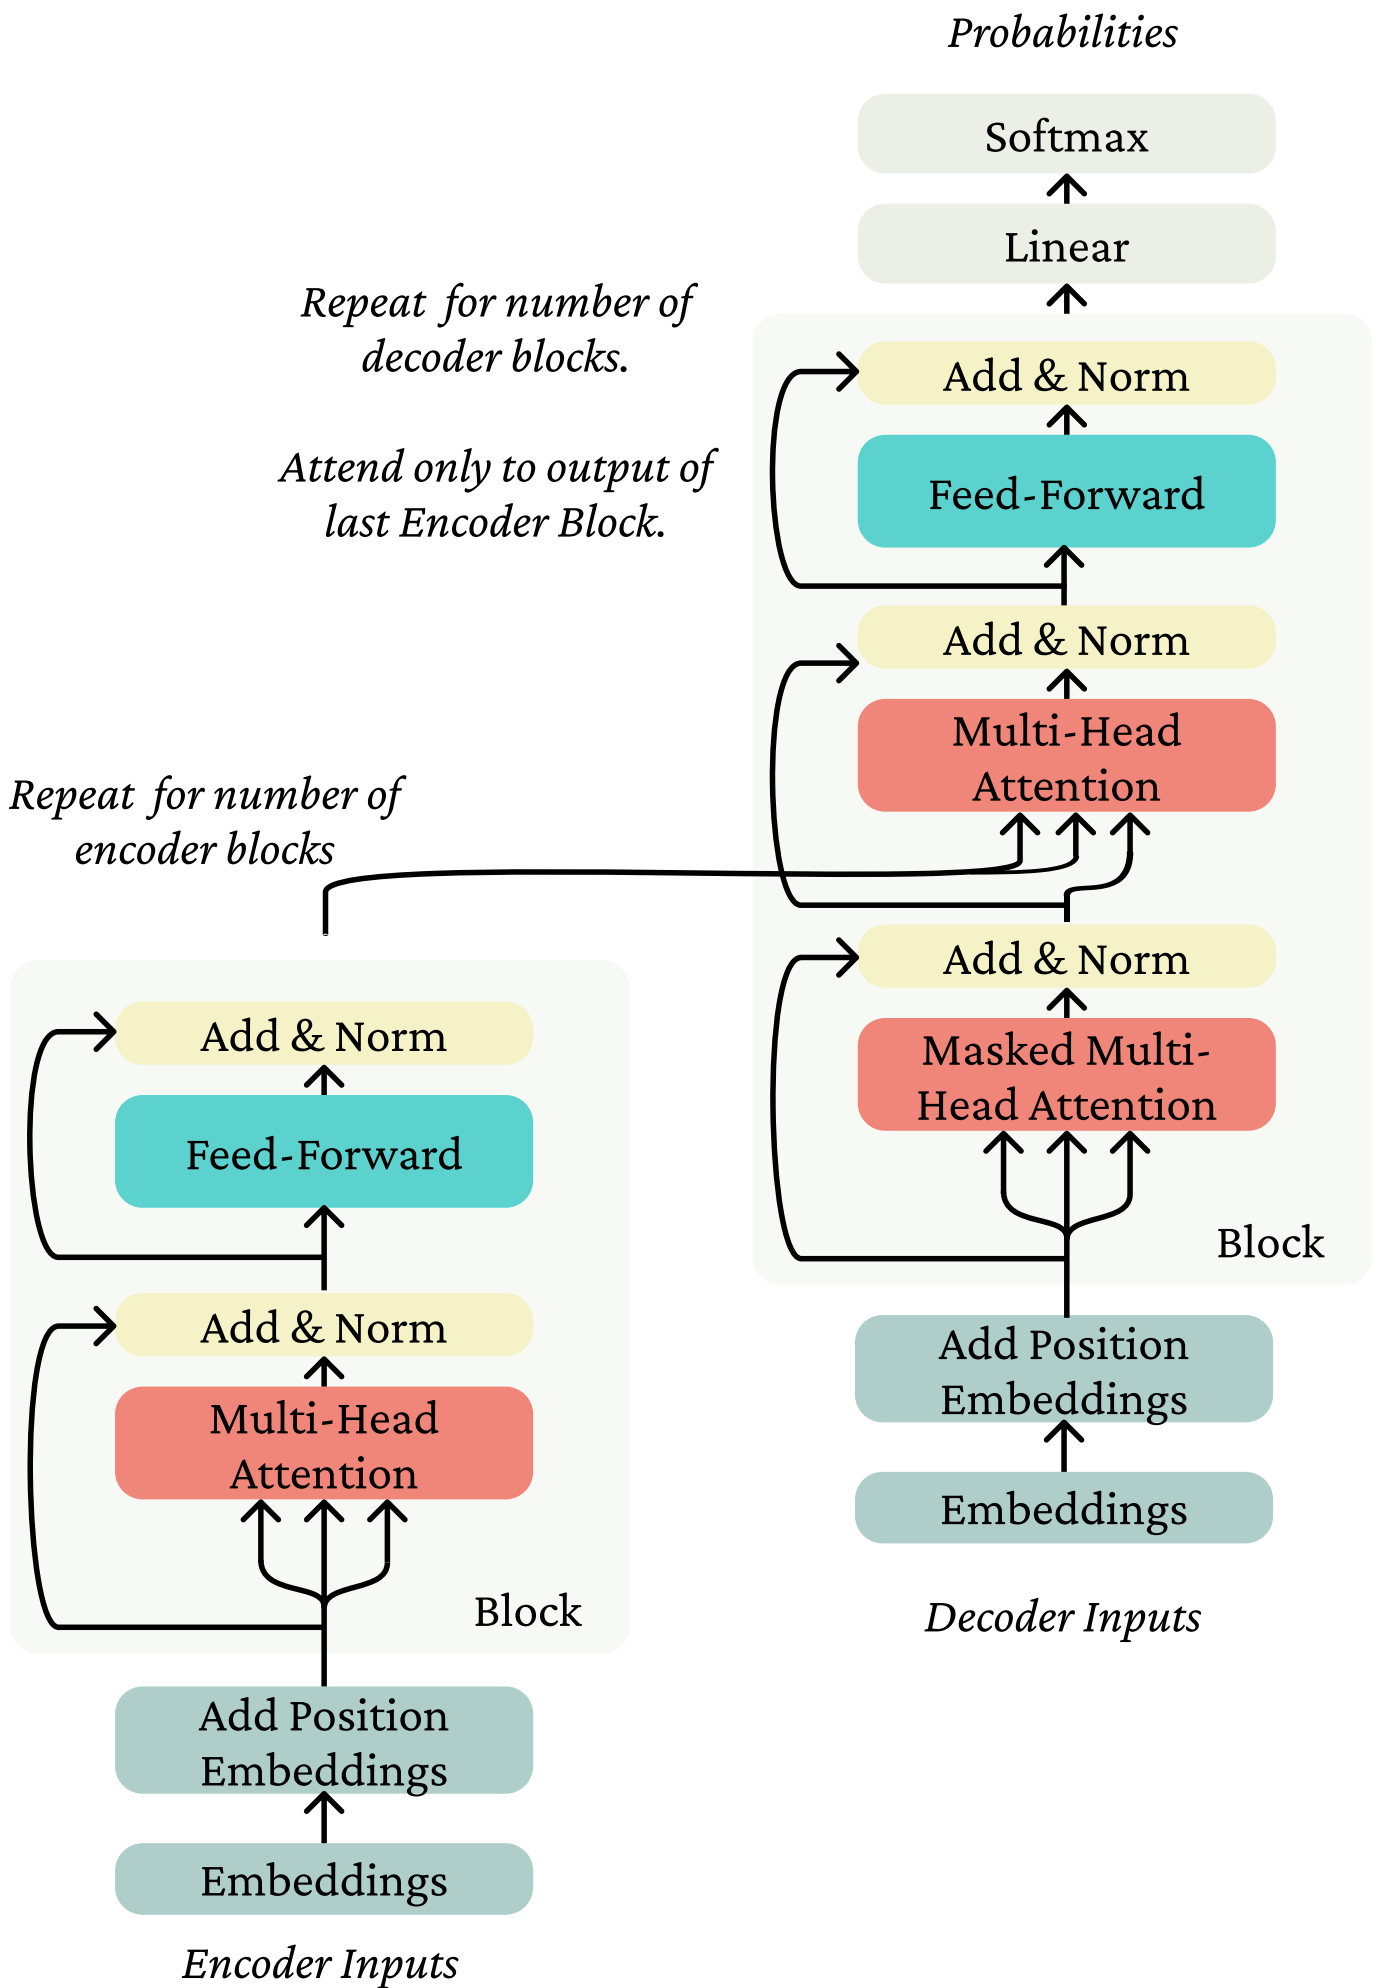 Probabilities
Softmax
Linear
Repeat for number of
decoder blocks.
Add & Norm
Attend only to output of
last Encoder Block.
Feed-Forward
Add & Norm
Multi-Head
Attention
Repeat for number of
encoder blocks
Add & Norm
Masked Multi-
Head Attention
Block
Add Position
Embeddings
Embeddings
Decoder Inputs
Add & Norm
Feed-Forward
Add & Norm
Multi-Head
Attention
Block
Add Position
Embeddings
Embeddings
Encoder Inputs